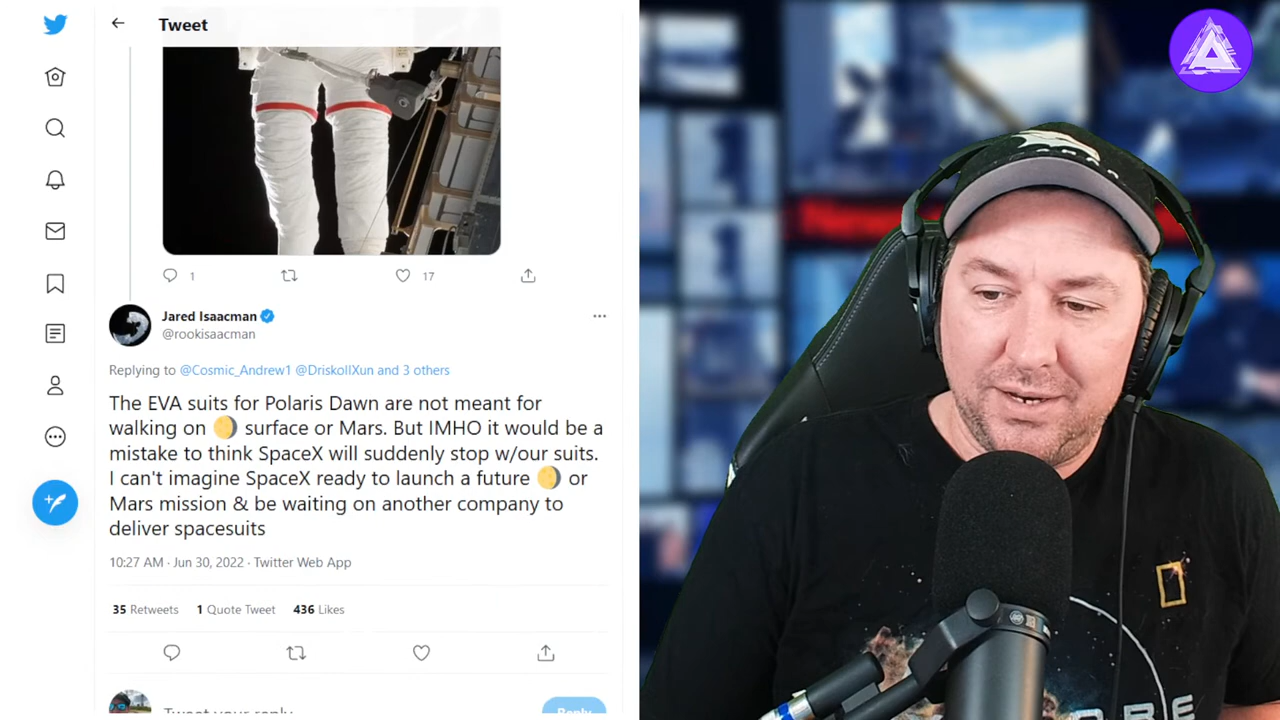 Tweet
1
17
Jared Isaacman
@rookisaacman
Replying to @Cosmic_Andrew1 @DriskollXun and 3 others
The EVA suits for Polaris Dawn are not meant for
walking on 🌖 surface or Mars. But IMHO it would be a
mistake to think SpaceX will suddenly stop w/our suits.
I can't imagine SpaceX ready to launch a future 🌖 or
Mars mission & be waiting on another company to
deliver spacesuits
10:27 AM · Jun 30, 2022 · Twitter Web App
35 Retweets 1 Quote Tweet 436 Likes
Tweet your reply
Reply